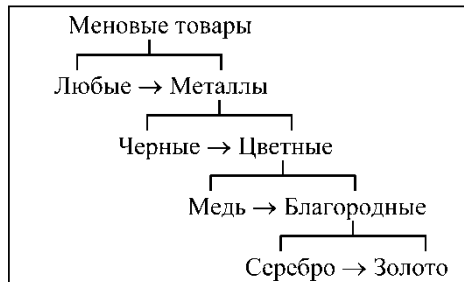 Меновые товары
Любые → Металлы
Черные → Цветные
Медь → Благородные
Серебро → Золото